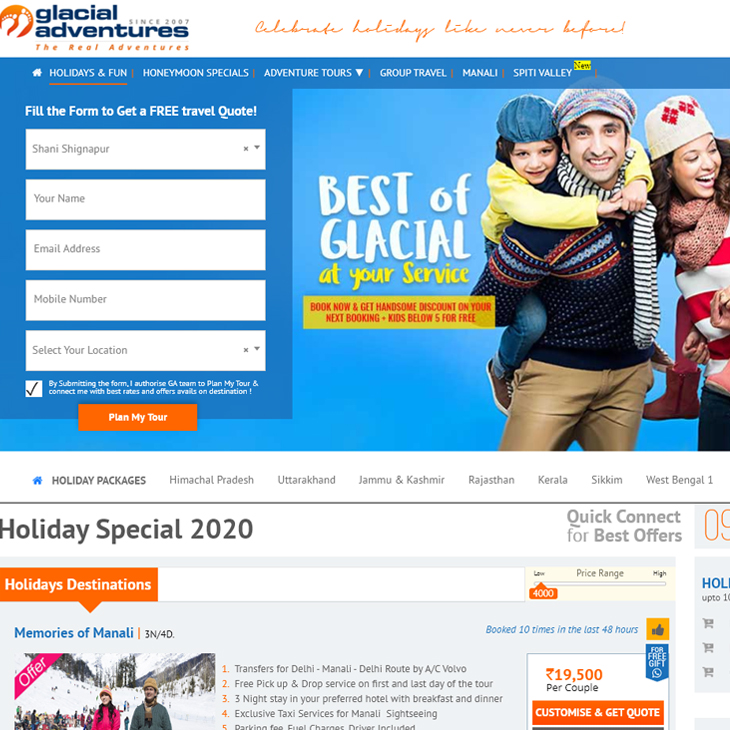 glacial SINCE 2007
adventures
The Real Adventures
Celebrate holidays like never before!
HOLIDAYS & FUN | HONEYMOON SPECIALS | ADVENTURE TOURS ▼ | GROUP TRAVEL | MANALI | SPITI VALLEY New |
Fill the Form to Get a FREE travel Quote!
Shani Shignapur ×
Your Name
Email Address
Mobile Number
Select Your Location ×
By Submitting the form, I authorise GA team to Plan My Tour &
connect me with best rates and offers avails on destination !
Plan My Tour
BEST of
GLACIAL
at your Service
BOOK NOW & GET HANDSOME DISCOUNT ON YOUR
NEXT BOOKING + KIDS BELOW 5 FOR FREE
HOLIDAY PACKAGES Himachal Pradesh Uttarakhand Jammu & Kashmir Rajasthan Kerala Sikkim West Bengal 1
Holiday Special 2020
Quick Connect
for Best Offers
09
Holidays Destinations
Low Price Range High
4000
HOLI
upto 10
Memories of Manali | 3N/4D.
Booked 10 times in the last 48 hours
Offer
1. Transfers for Delhi - Manali - Delhi Route by A/C Volvo
2. Free Pick up & Drop service on first and last day of the tour
3. 3 Night stay in your preferred hotel with breakfast and dinner
4. Exclusive Taxi Services for Manali Sightseeing
5. Parking fee, Fuel Charges, Driver Included
FOR
FREE
GIFT
₹19,500
Per Couple
CUSTOMISE & GET QUOTE